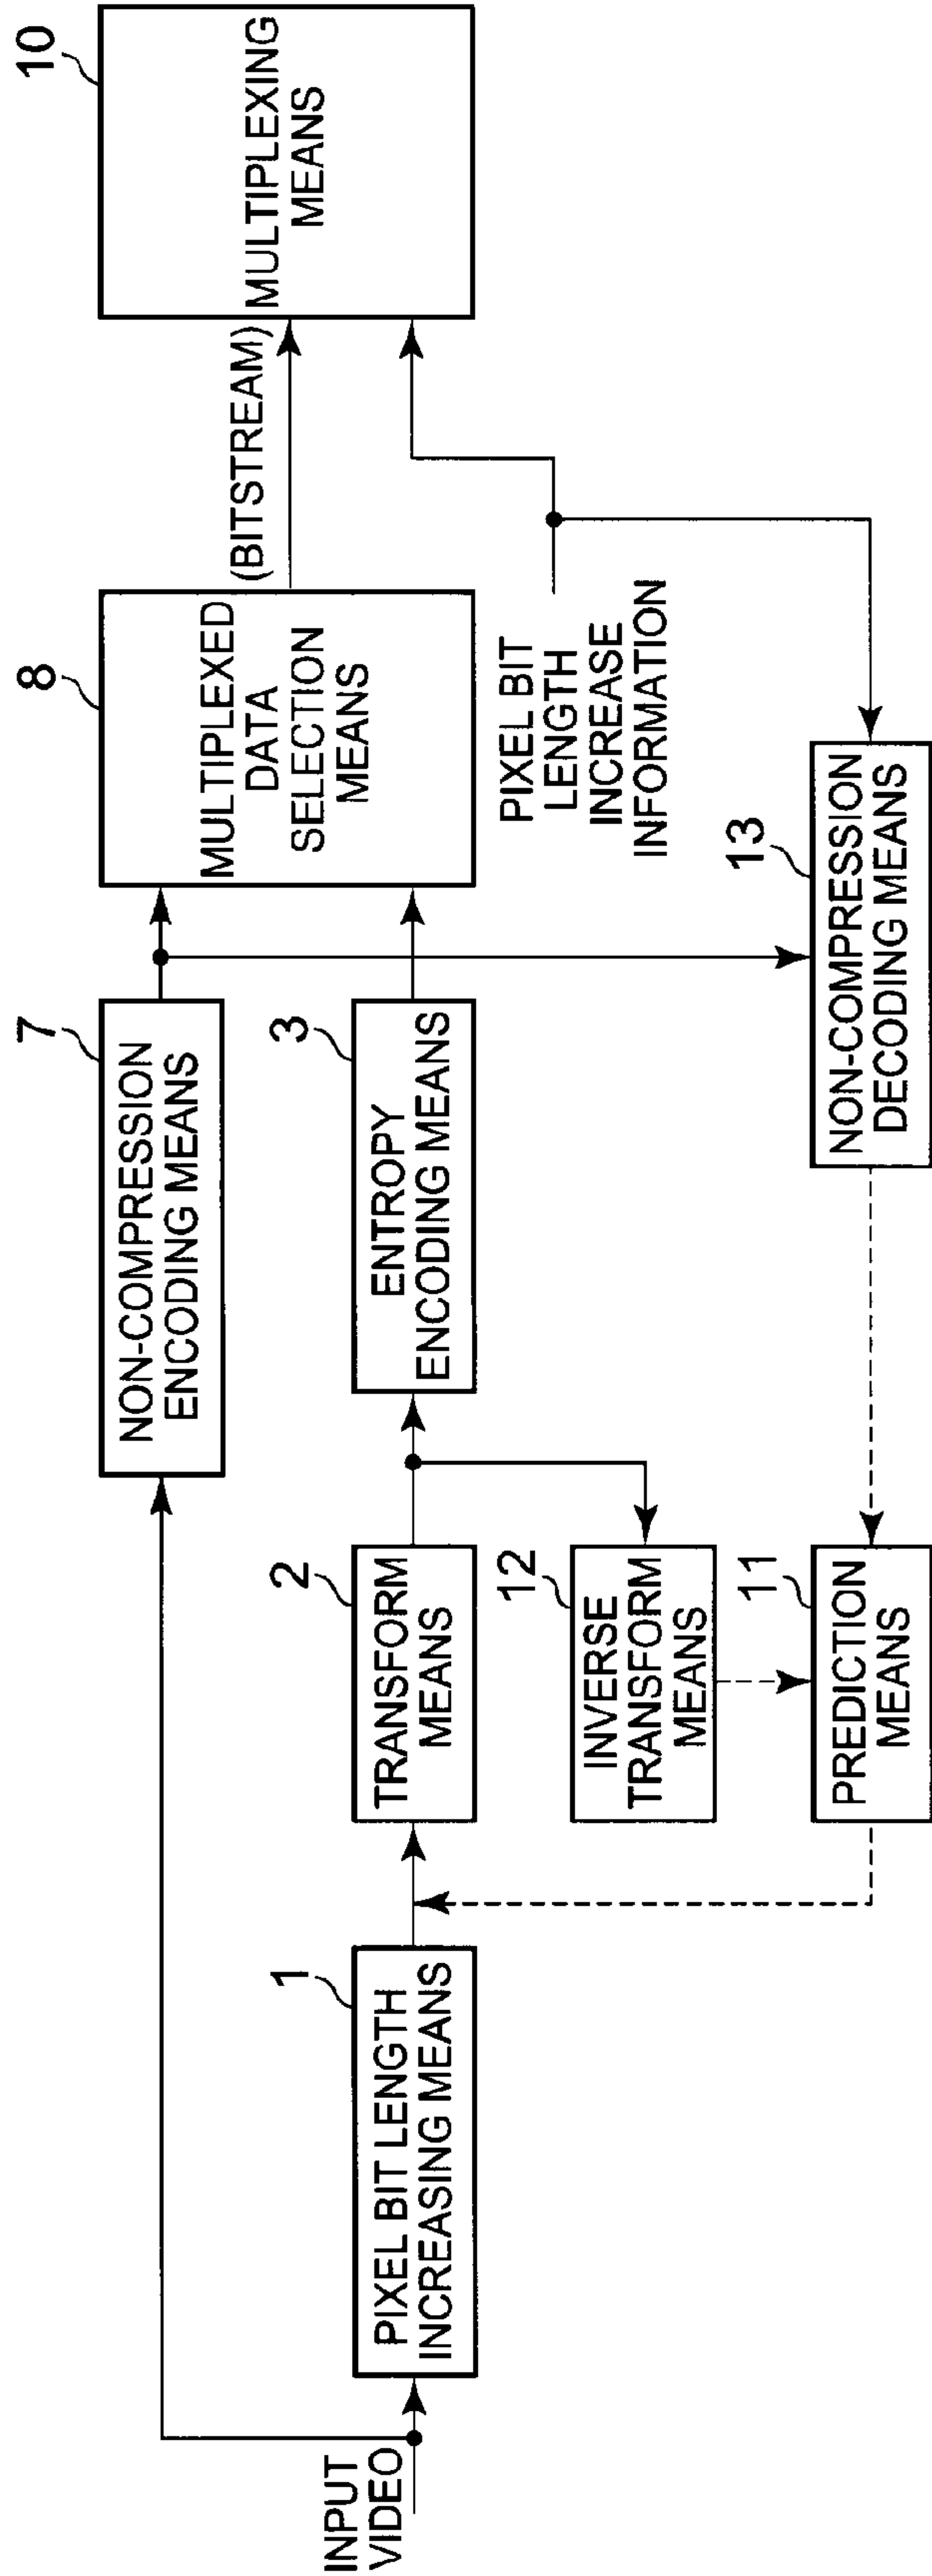 INPUT
VIDEO
1
PIXEL BIT LENGTH
INCREASING MEANS
2
TRANSFORM
MEANS
12
INVERSE
TRANSFORM
MEANS
11
PREDICTION
MEANS
7
NON-COMPRESSION
ENCODING MEANS
3
ENTROPY
ENCODING MEANS
13
NON-COMPRESSION
DECODING MEANS
8
MULTIPLEXED
DATA
SELECTION
MEANS
PIXEL BIT
LENGTH
INCREASE
INFORMATION
(BITSTREAM)
10
MULTIPLEXING
MEANS